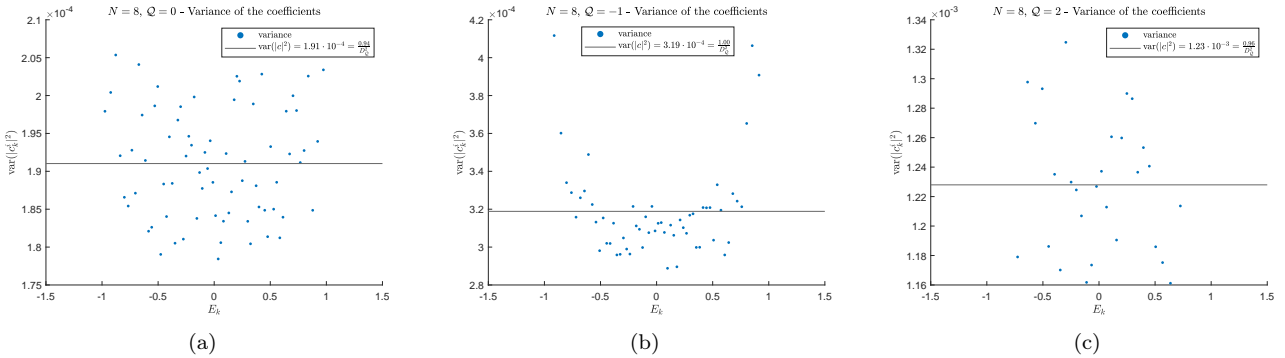 N = 8, 𝒬 = 0 - Variance of the coefficients
×10⁻⁴
2.1
2.05
2
1.95
1.9
1.85
1.8
1.75
var(|c_k^i|²)
variance
var(|c|²) = 1.91 · 10⁻⁴ = 0.94/D_𝒬²
-1.5 -1 -0.5 0 0.5 1 1.5
E_k
(a)
N = 8, 𝒬 = −1 - Variance of the coefficients
×10⁻⁴
4.2
4
3.8
3.6
3.4
3.2
3
2.8
var(|c_k^i|²)
variance
var(|c|²) = 3.19 · 10⁻⁴ = 1.00/D_𝒬²
-1.5 -1 -0.5 0 0.5 1 1.5
E_k
(b)
N = 8, 𝒬 = 2 - Variance of the coefficients
×10⁻³
1.34
1.32
1.3
1.28
1.26
1.24
1.22
1.2
1.18
1.16
var(|c_k^i|²)
variance
var(|c|²) = 1.23 · 10⁻³ = 0.96/D_𝒬²
-1.5 -1 -0.5 0 0.5 1 1.5
E_k
(c)